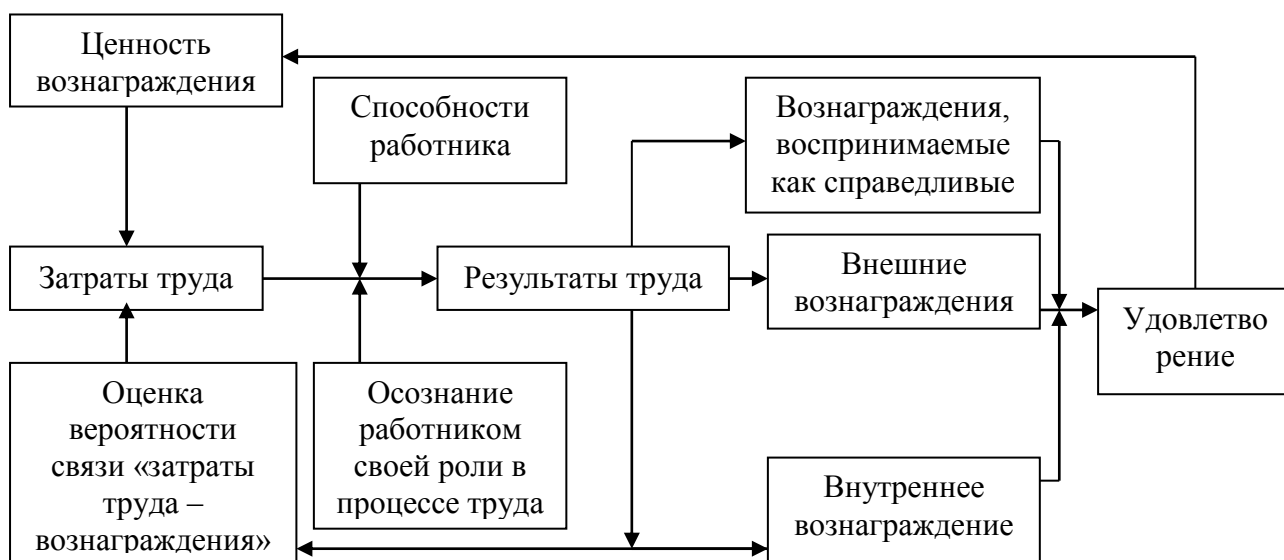 Ценность
вознаграждения
Способности
работника
Вознаграждения,
воспринимаемые
как справедливые
Затраты труда
Результаты труда
Внешние
вознаграждения
Удовлетво
рение
Оценка
вероятности
связи «затраты
труда –
вознаграждения»
Осознание
работником
своей роли в
процессе труда
Внутреннее
вознаграждение